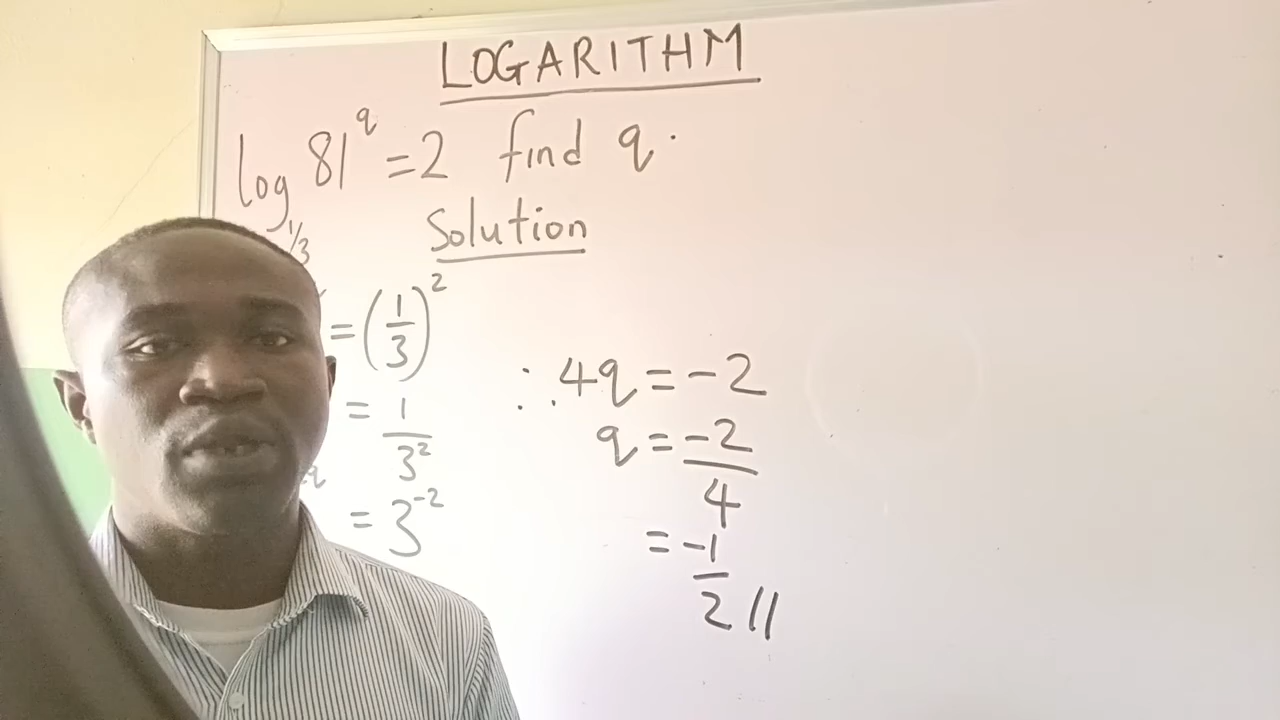 LOGARITHM
log_{1/3} 81^q = 2 find q.
Solution
= (1/3)^2
= 1/3^2
q = 3^{-2}
∴ 4q = -2
q = -2/4
= -1/2 //